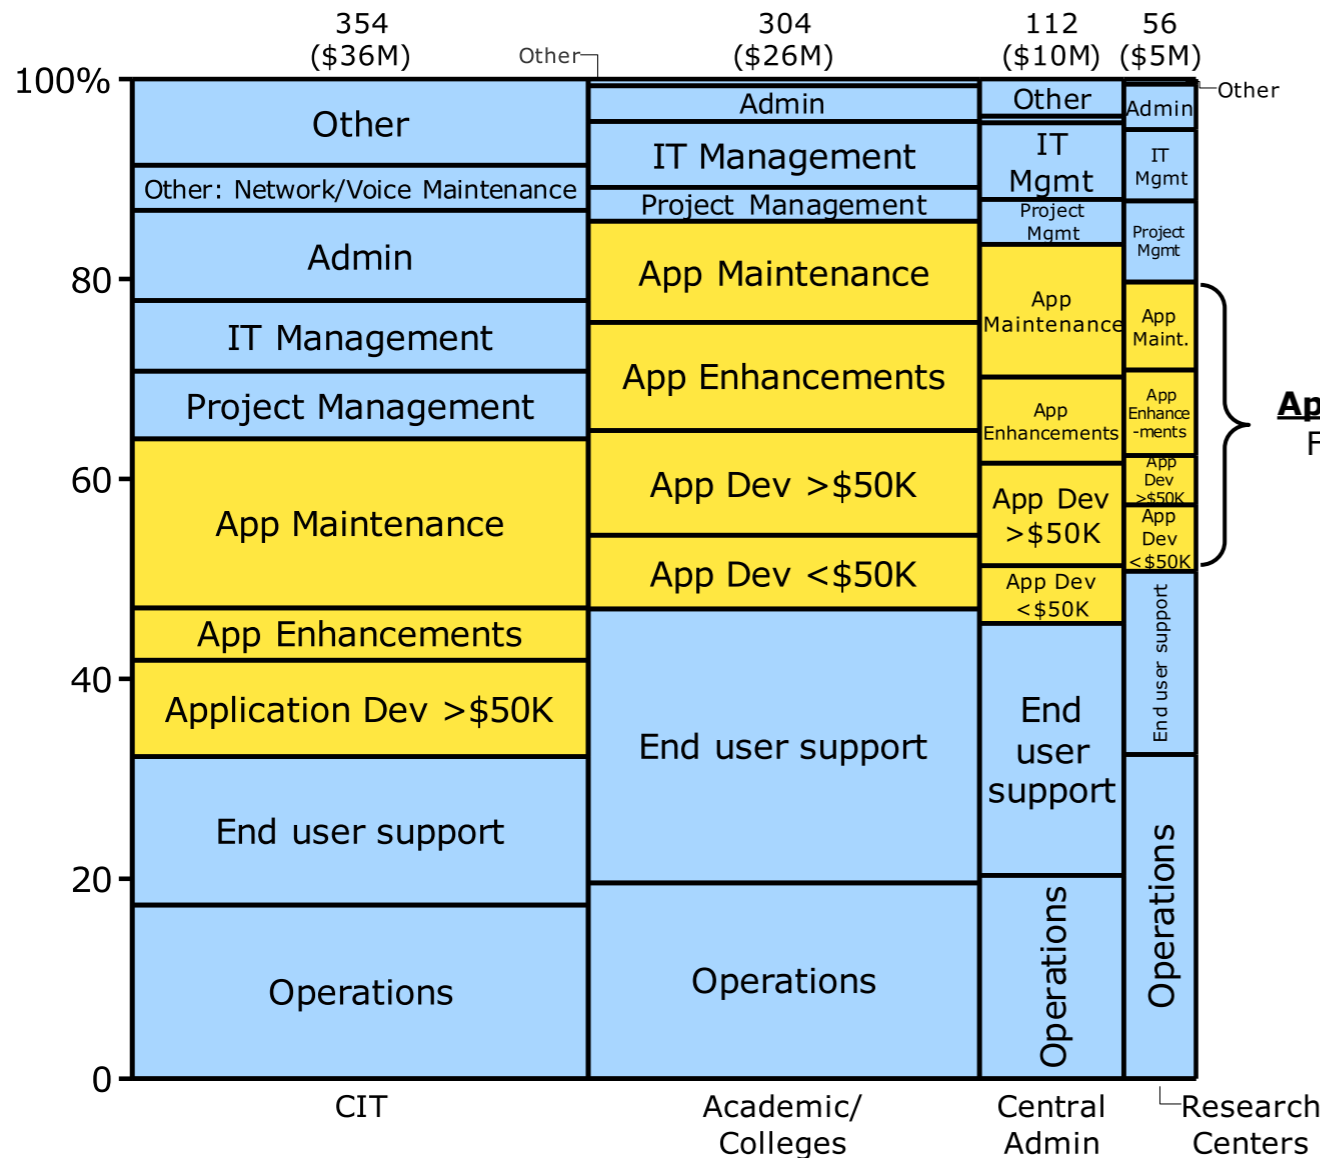 354
($36M)
Other
304
($26M)
112
($10M)
56
($5M)
100%
80
60
40
20
0
Other
Other: Network/Voice Maintenance
Admin
IT Management
Project Management
App Maintenance
App Enhancements
Application Dev >$50K
End user support
Operations
Admin
IT Management
Project Management
App Maintenance
App Enhancements
App Dev >$50K
App Dev <$50K
End user support
Operations
Other
IT
Mgmt
Project
Mgmt
App
Maintenance
App
Enhancements
App Dev
>$50K
App Dev
<$50K
End
user
support
Operations
Other
Admin
IT
Mgmt
Project
Mgmt
App
Maint.
App
Enhance
-ments
App
Dev
>$50K
App
Dev
<$50K
End user support
Operations
CIT
Academic/
Colleges
Central
Admin
Research
Centers